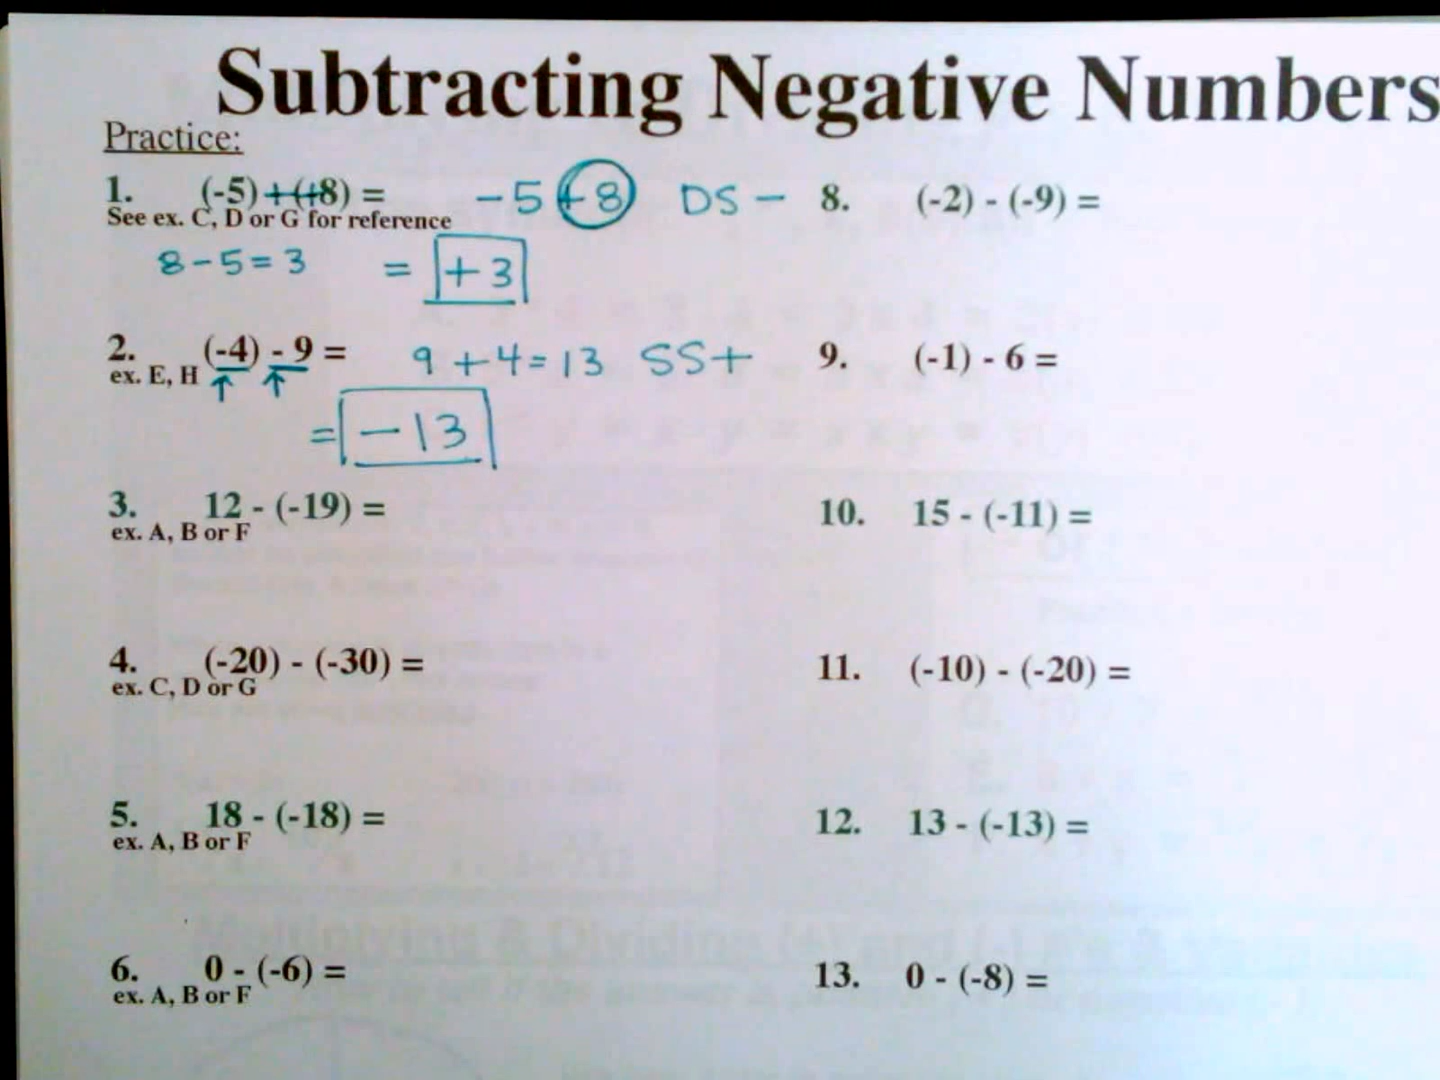 Subtracting Negative Numbers
Practice:
1. (-5)+(+8) = -5+8 DS -
See ex. C, D or G for reference
8-5=3 = +3
2. (-4) - 9 = 9+4=13 SS+
ex. E, H
= -13
3. 12 - (-19) =
ex. A, B or F
4. (-20) - (-30) =
ex. C, D or G
5. 18 - (-18) =
ex. A, B or F
6. 0 - (-6) =
ex. A, B or F
8. (-2) - (-9) =
9. (-1) - 6 =
10. 15 - (-11) =
11. (-10) - (-20) =
12. 13 - (-13) =
13. 0 - (-8) =